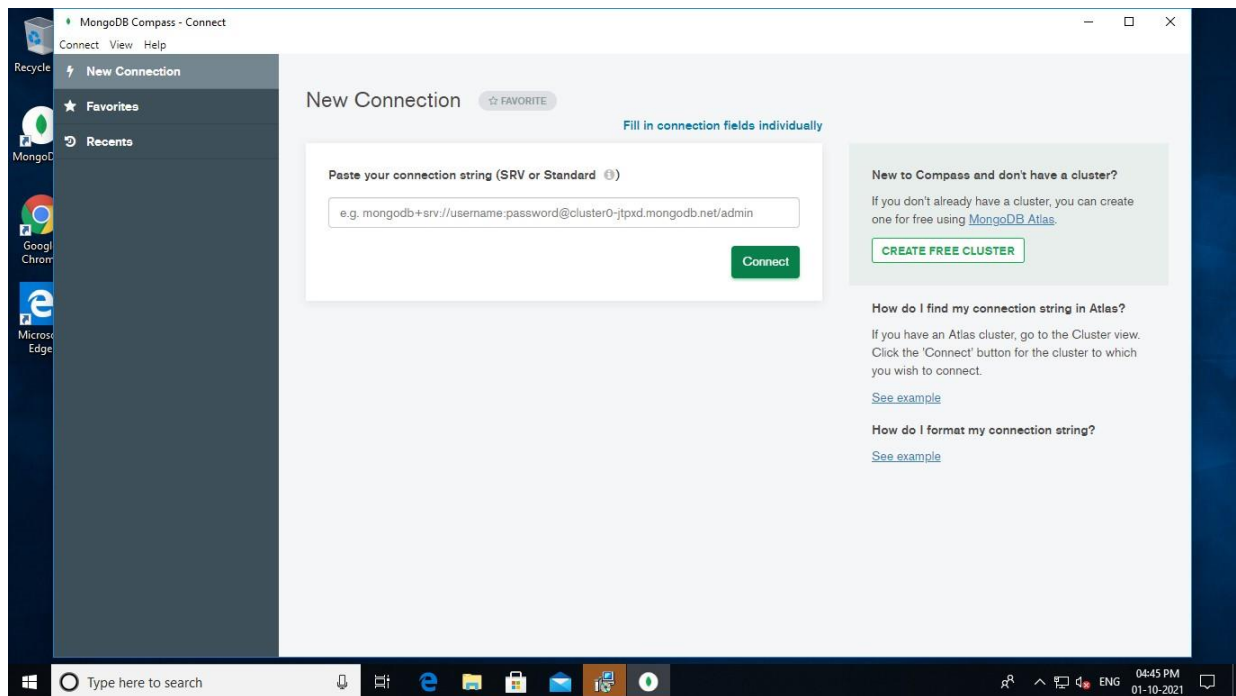 MongoDB Compass - Connect
Connect View Help
Recycle
New Connection
Favorites
Recents
New Connection
FAVORITE
Fill in connection fields individually
Paste your connection string (SRV or Standard )
e.g. mongodb+srv://username:password@cluster0-jtpxd.mongodb.net/admin
Connect
New to Compass and don't have a cluster?
If you don't already have a cluster, you can create
one for free using MongoDB Atlas.
CREATE FREE CLUSTER
How do I find my connection string in Atlas?
If you have an Atlas cluster, go to the Cluster view.
Click the 'Connect' button for the cluster to which
you wish to connect.
See example
How do I format my connection string?
See example
MongoD
Googl
Chrom
Micros
Edge
Type here to search
ENG
04:45 PM
01-10-2021